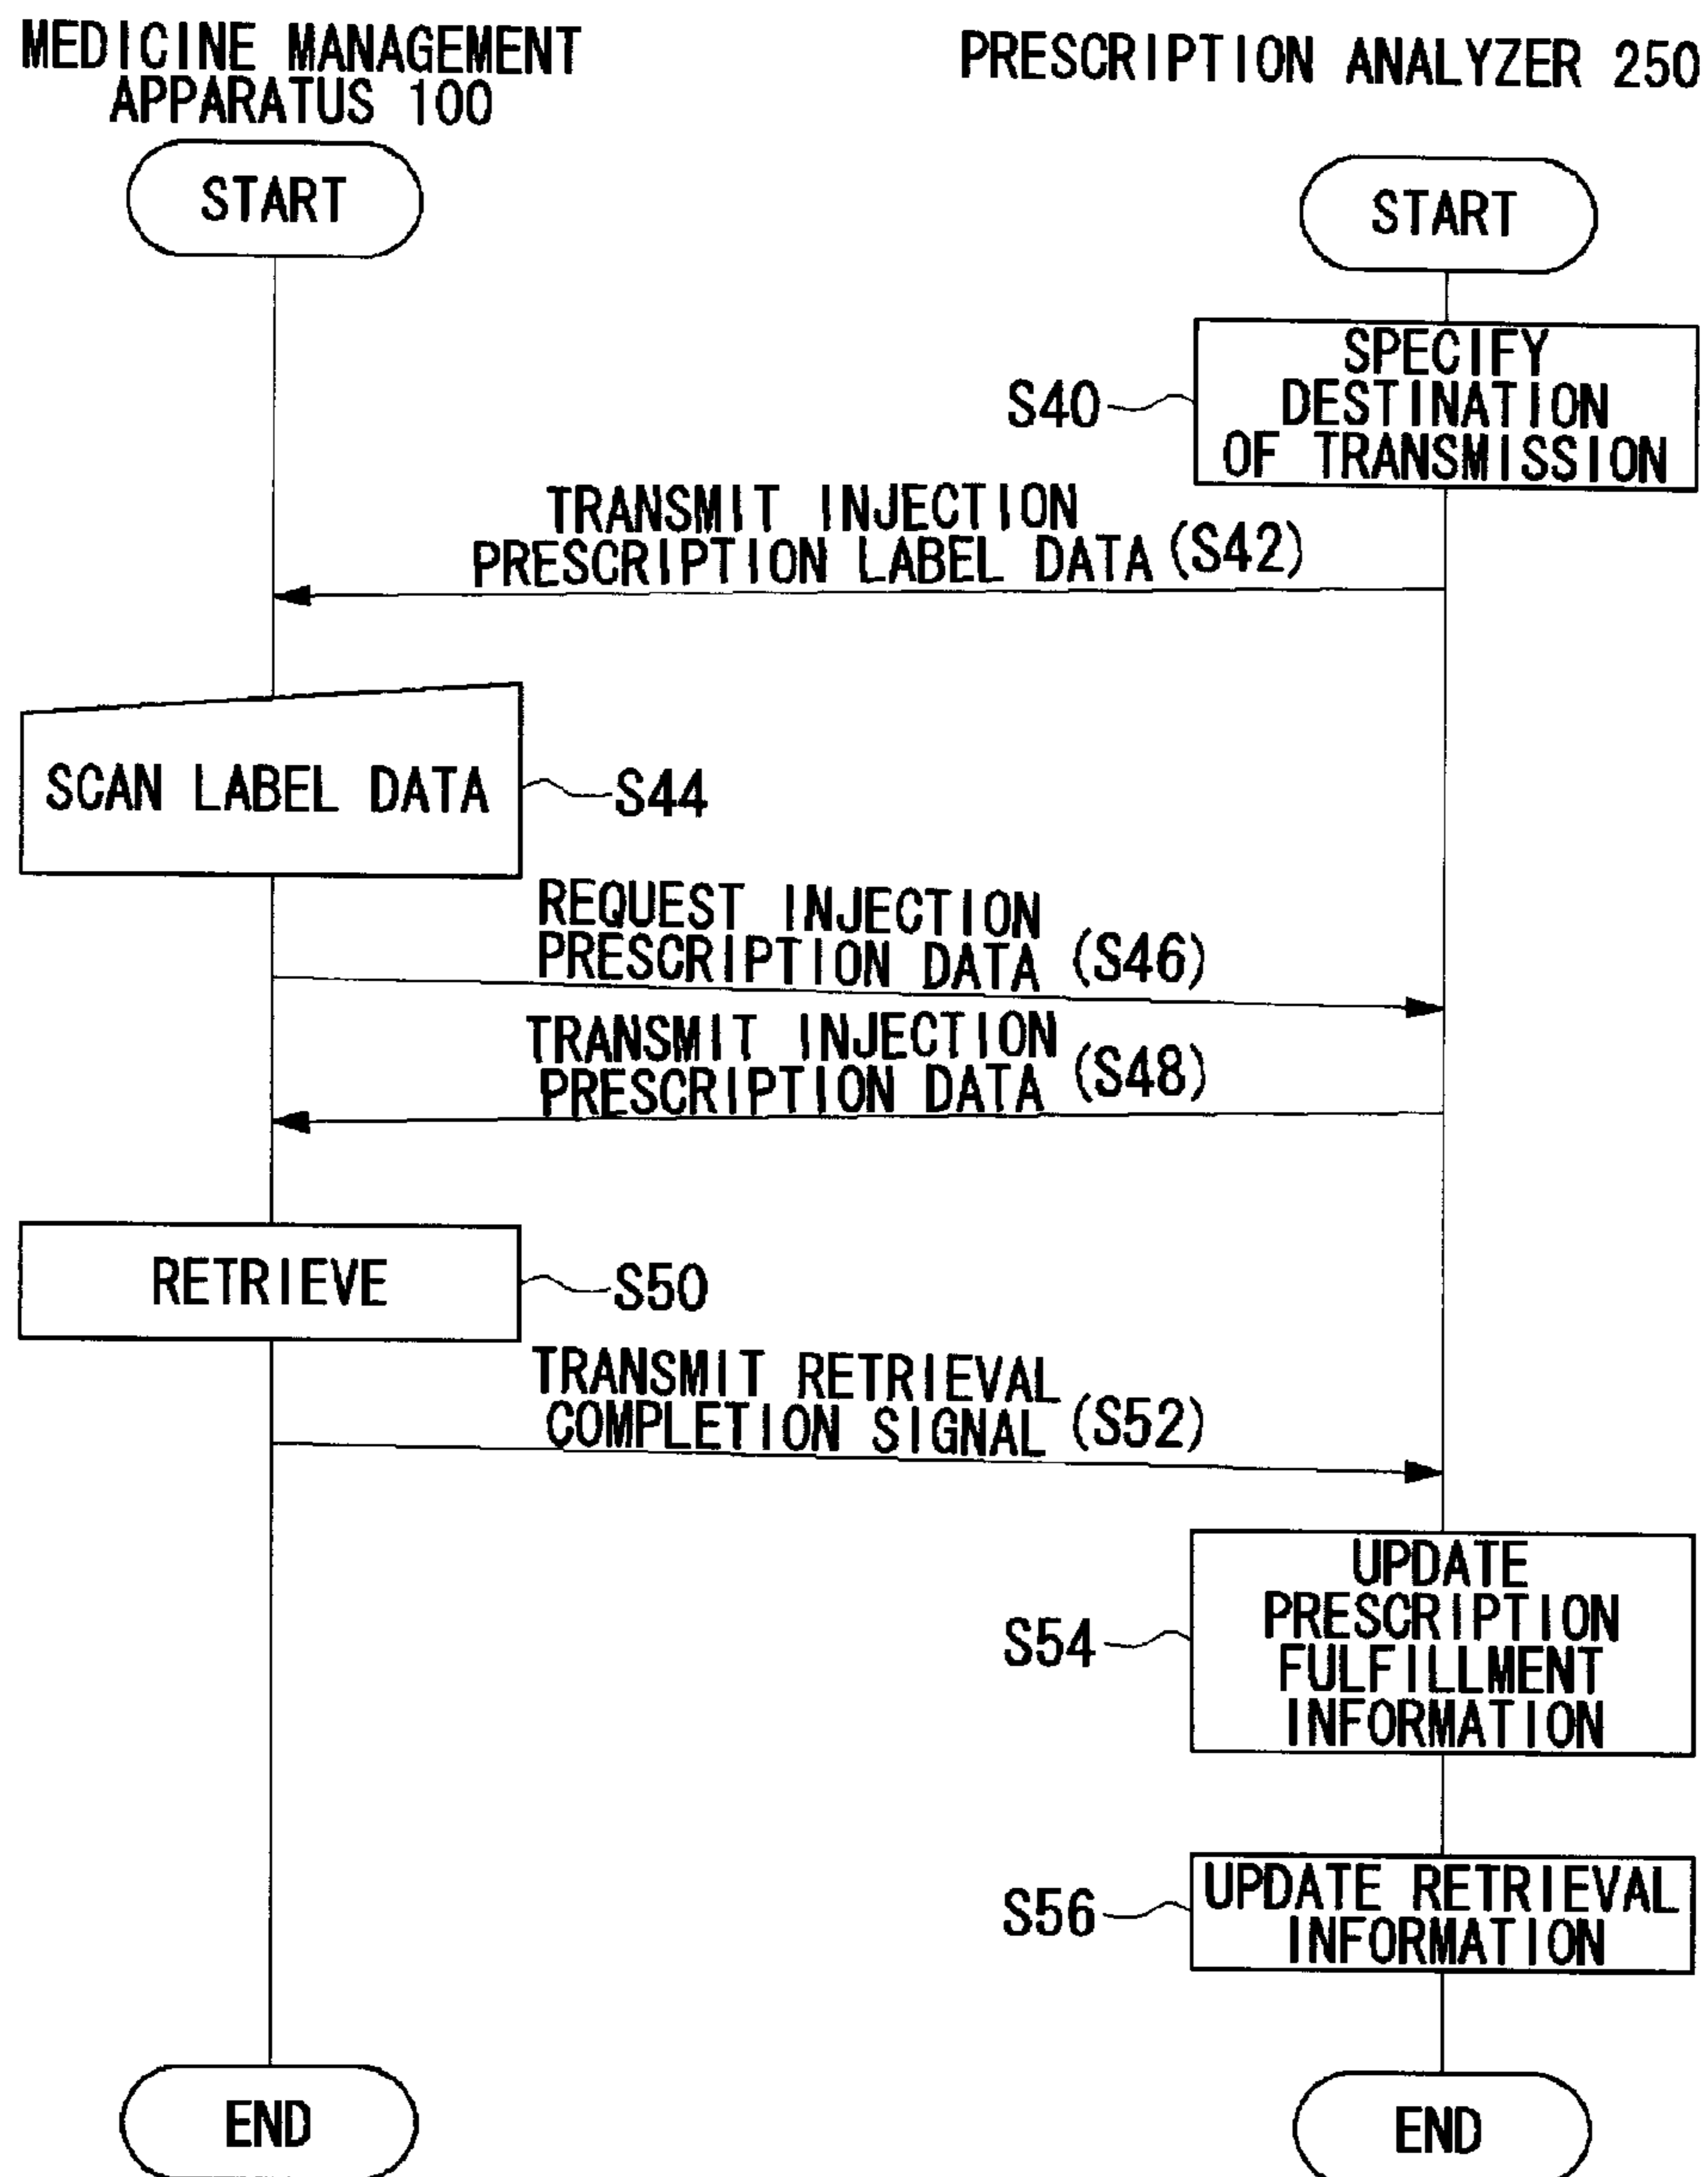 MEDICINE MANAGEMENT
APPARATUS 100
PRESCRIPTION ANALYZER 250
START
START
SPECIFY
DESTINATION
OF TRANSMISSION
S40
TRANSMIT INJECTION
PRESCRIPTION LABEL DATA (S42)
SCAN LABEL DATA
S44
REQUEST INJECTION
PRESCRIPTION DATA (S46)
TRANSMIT INJECTION
PRESCRIPTION DATA (S48)
RETRIEVE
S50
TRANSMIT RETRIEVAL
COMPLETION SIGNAL (S52)
UPDATE
PRESCRIPTION
FULFILLMENT
INFORMATION
S54
UPDATE RETRIEVAL
INFORMATION
S56
END
END